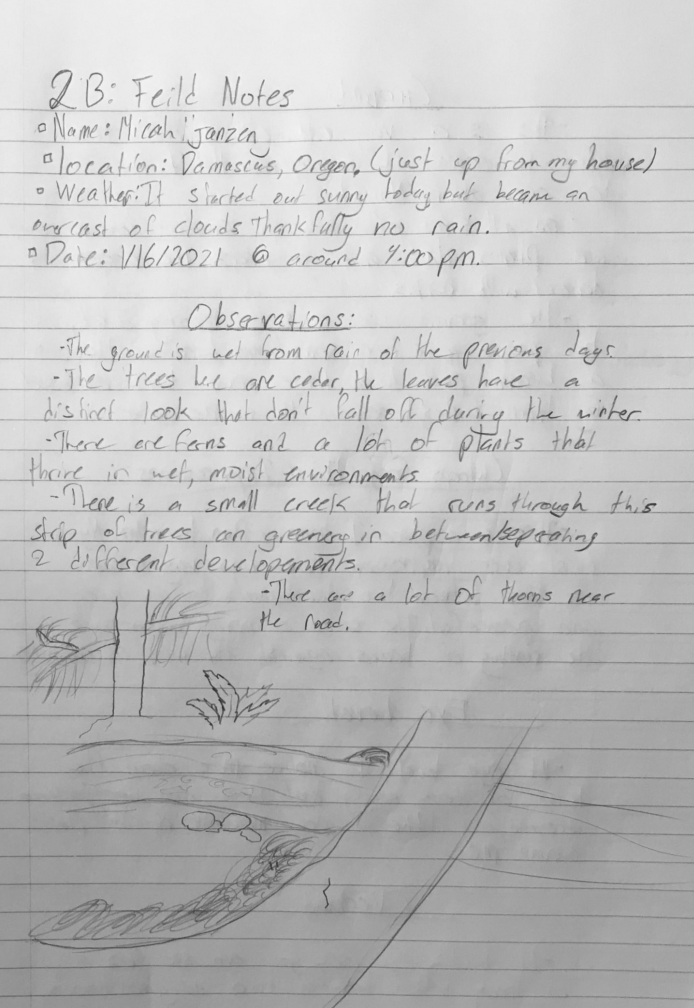 2B: Feild Notes
▫ Name: Micah Janzen
▫ location: Damascus, Oregon, (just up from my house)
▫ Weather: It started out sunny today but became an
overcast of clouds Thankfully no rain.
▫ Date: 1/16/2021 @ around 4:00 pm.
Observations:
-The ground is wet from rain of the previous days.
-The trees are cedar, the leaves have a
distinct look that don't fall off during the winter.
-There are ferns and a lot of plants that
thrive in wet, moist environments.
-There is a small creek that runs through this
strip of trees greenery in between/seperating
2 different developements.
-There are a lot of thorns near
the road.